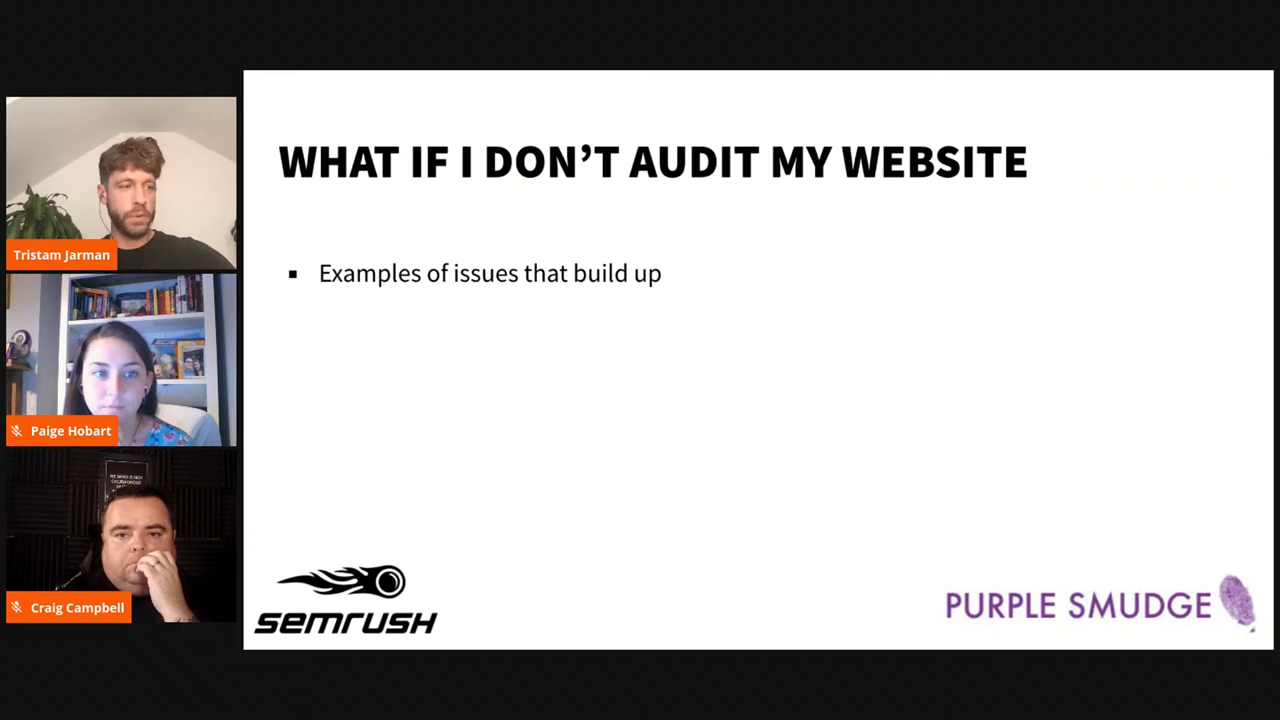 WHAT IF I DON'T AUDIT MY WEBSITE
▪ Examples of issues that build up
Tristam Jarman
Paige Hobart
Craig Campbell
SEMRUSH
PURPLE SMUDGE